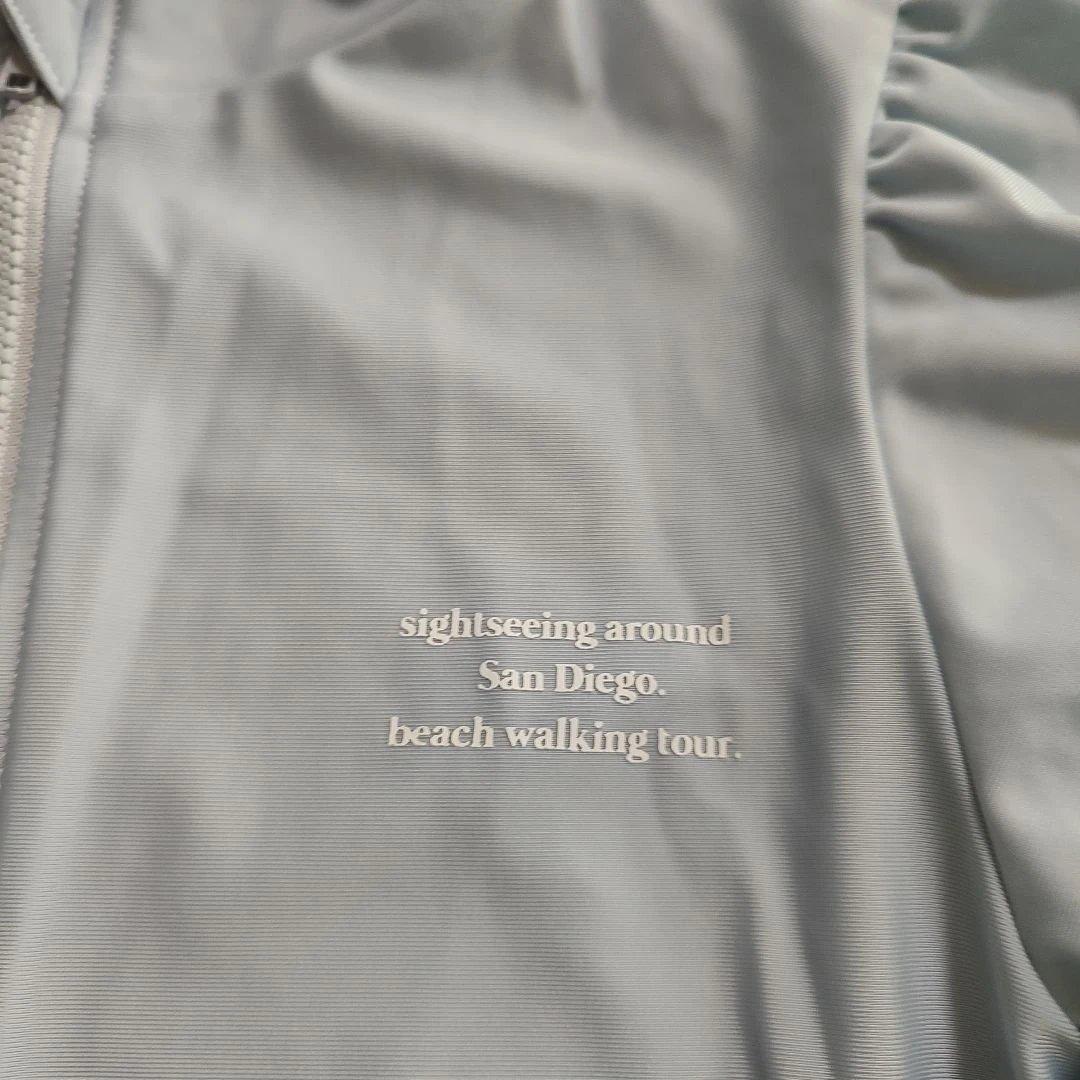 sightseeing around
San Diego.
beach walking tour.